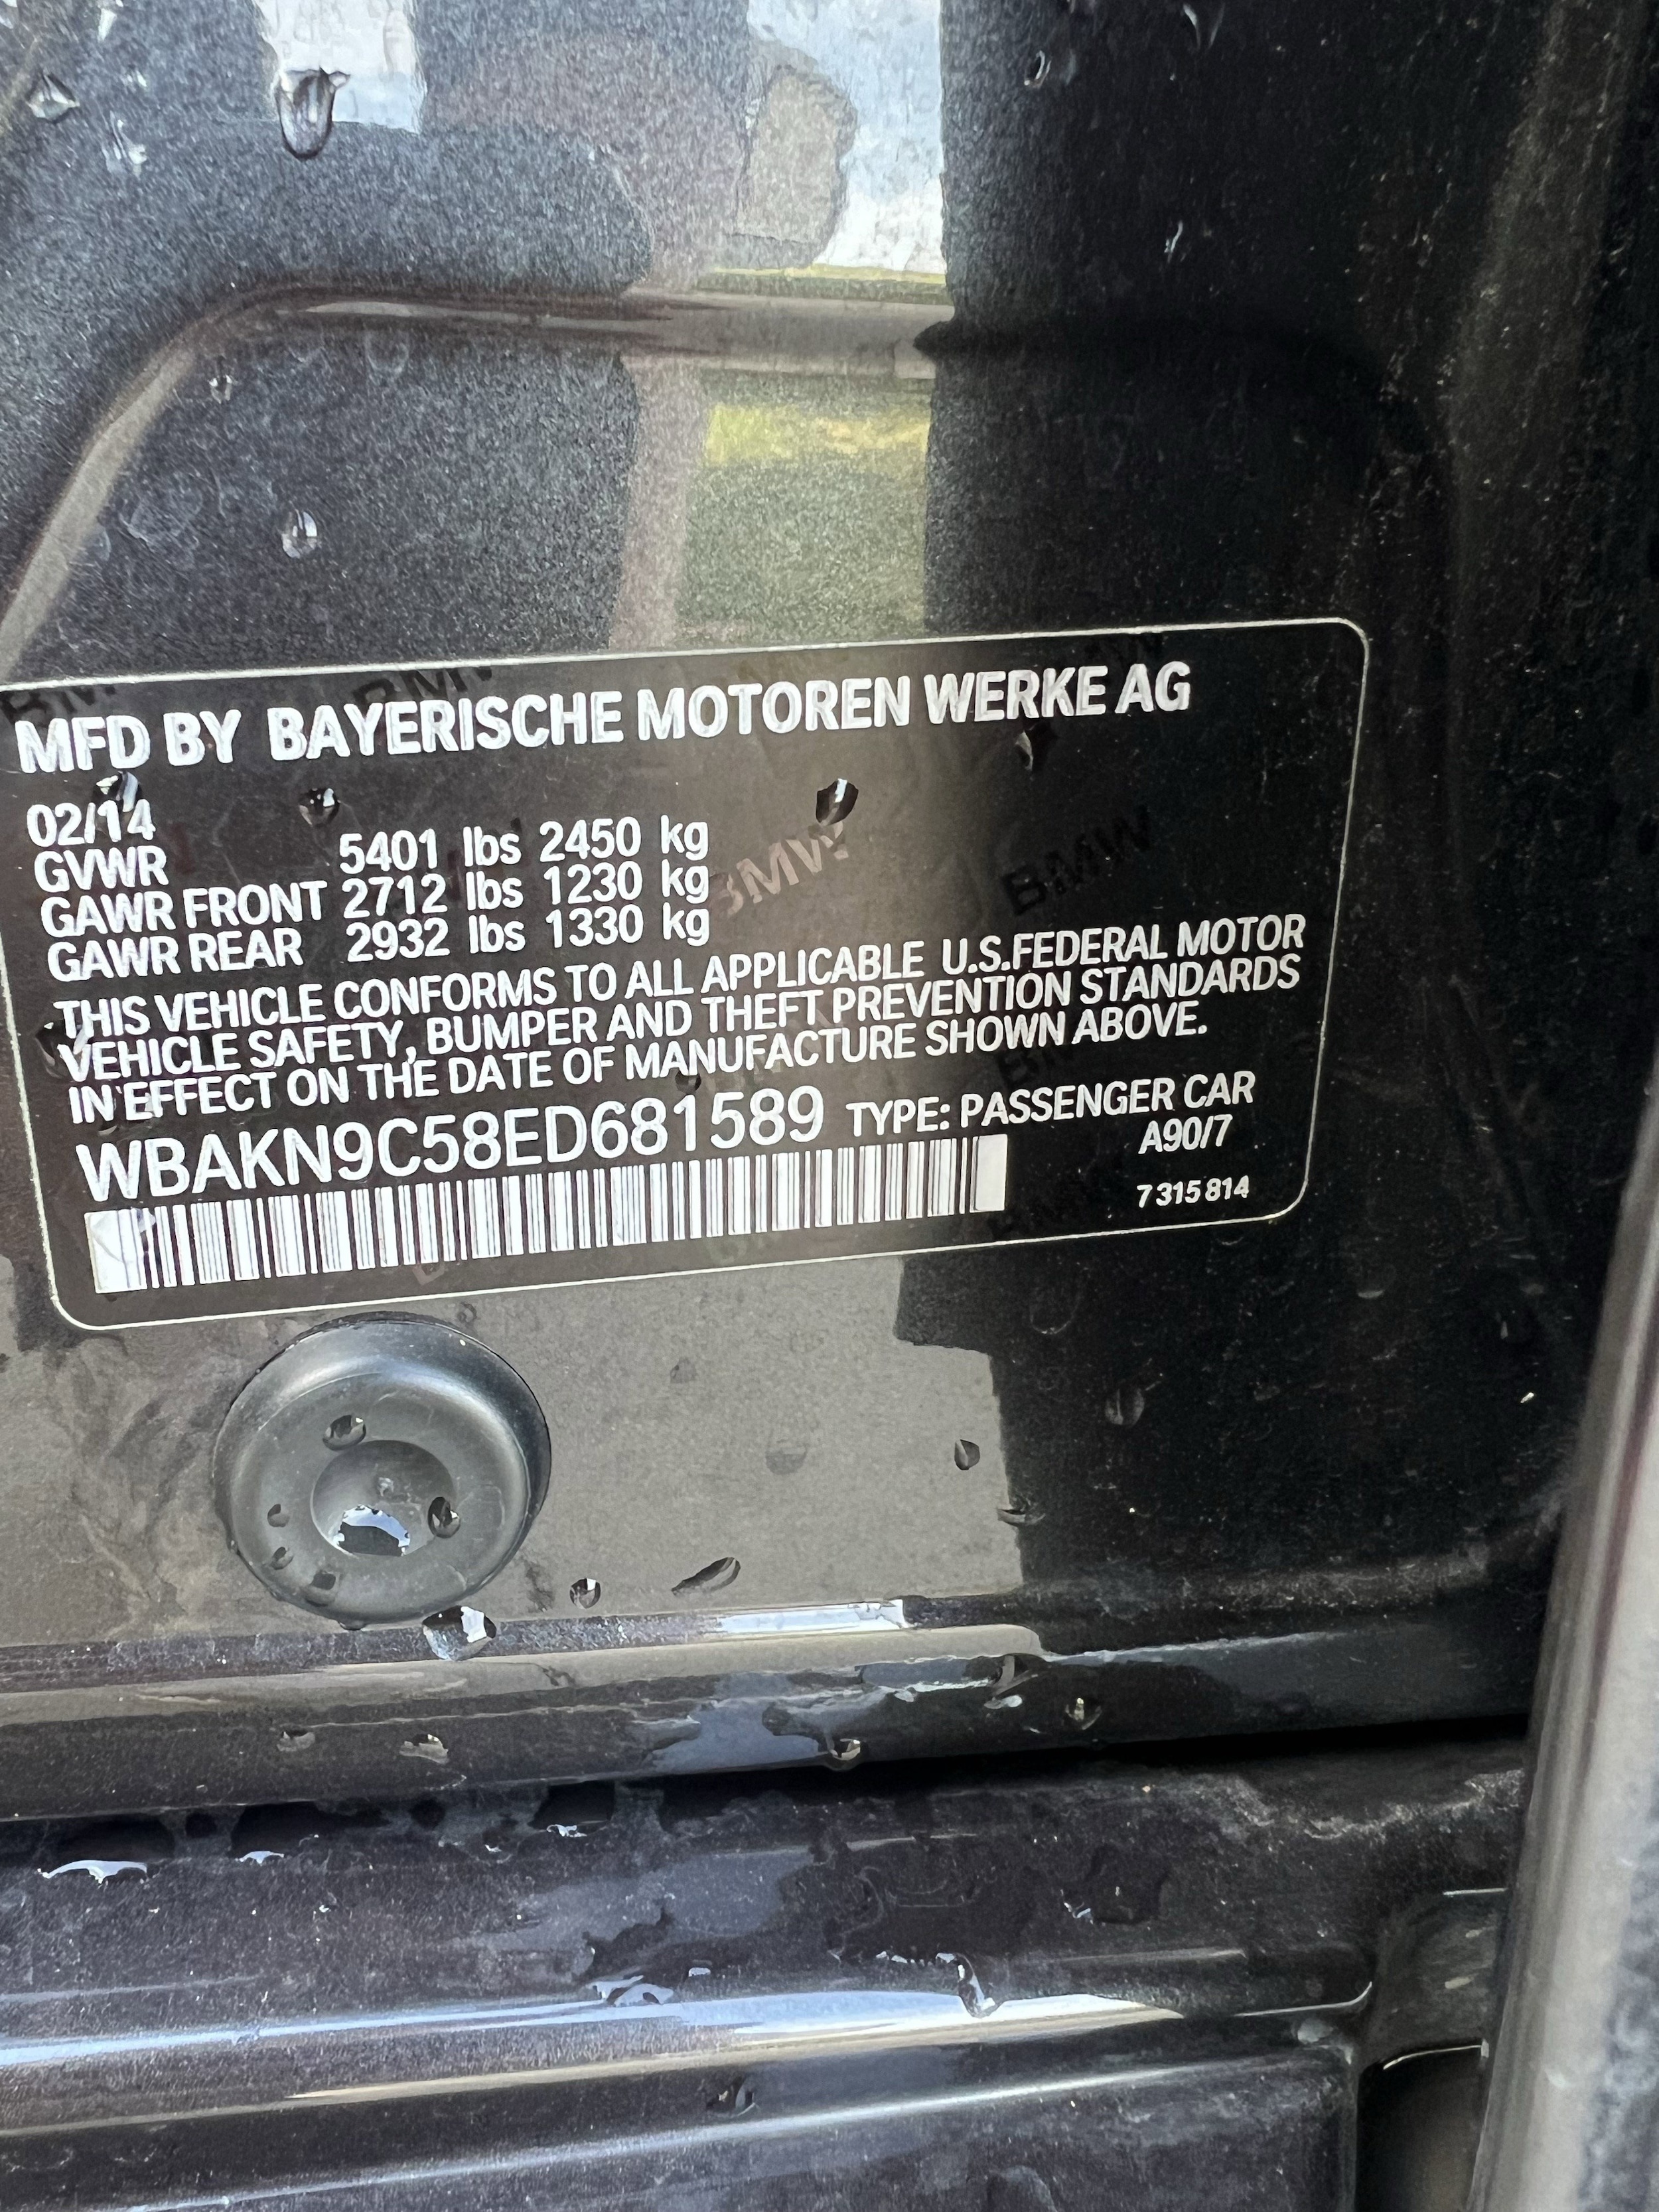 MFD BY BAYERISCHE MOTOREN WERKE AG
02/14
GVWR 5401 lbs 2450 kg
GAWR FRONT 2712 lbs 1230 kg
GAWR REAR 2932 lbs 1330 kg
THIS VEHICLE CONFORMS TO ALL APPLICABLE U.S.FEDERAL MOTOR
VEHICLE SAFETY, BUMPER AND THEFT PREVENTION STANDARDS
IN EFFECT ON THE DATE OF MANUFACTURE SHOWN ABOVE.
WBAKN9C58ED681589 TYPE: PASSENGER CAR
A90/7
7 315 814
BMW
BMW